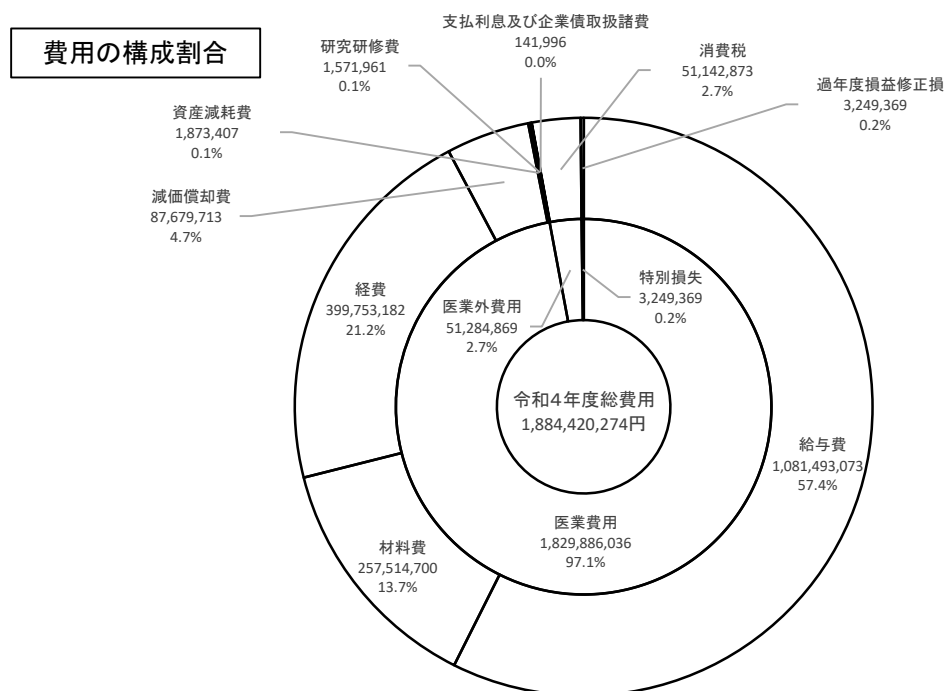 費用の構成割合
支払利息及び企業債取扱諸費
141,996
0.0%
研究研修費
1,571,961
0.1%
消費税
51,142,873
2.7%
過年度損益修正損
3,249,369
0.2%
資産減耗費
1,873,407
0.1%
減価償却費
87,679,713
4.7%
経費
399,753,182
21.2%
医業外費用
51,284,869
2.7%
特別損失
3,249,369
0.2%
令和4年度総費用
1,884,420,274円
給与費
1,081,493,073
57.4%
医業費用
1,829,886,036
97.1%
材料費
257,514,700
13.7%